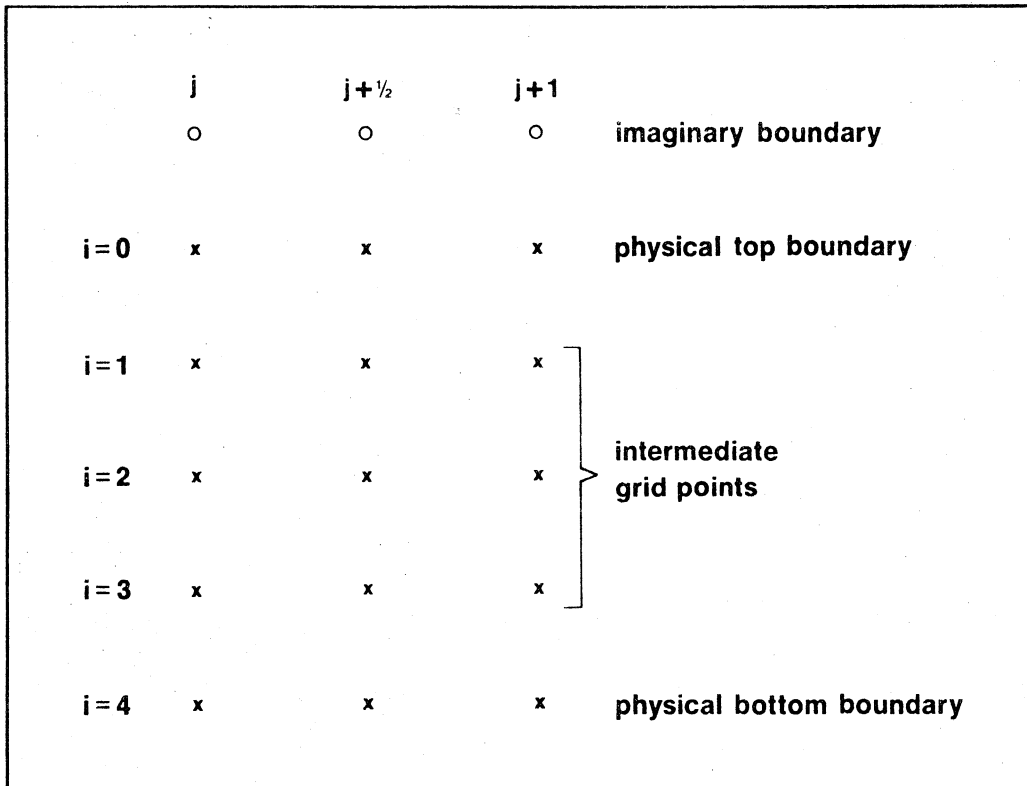 j j+½ j+1
o o o imaginary boundary
i=0 x x x physical top boundary
i=1 x x x
i=2 x x x intermediate
grid points
i=3 x x x
i=4 x x x physical bottom boundary